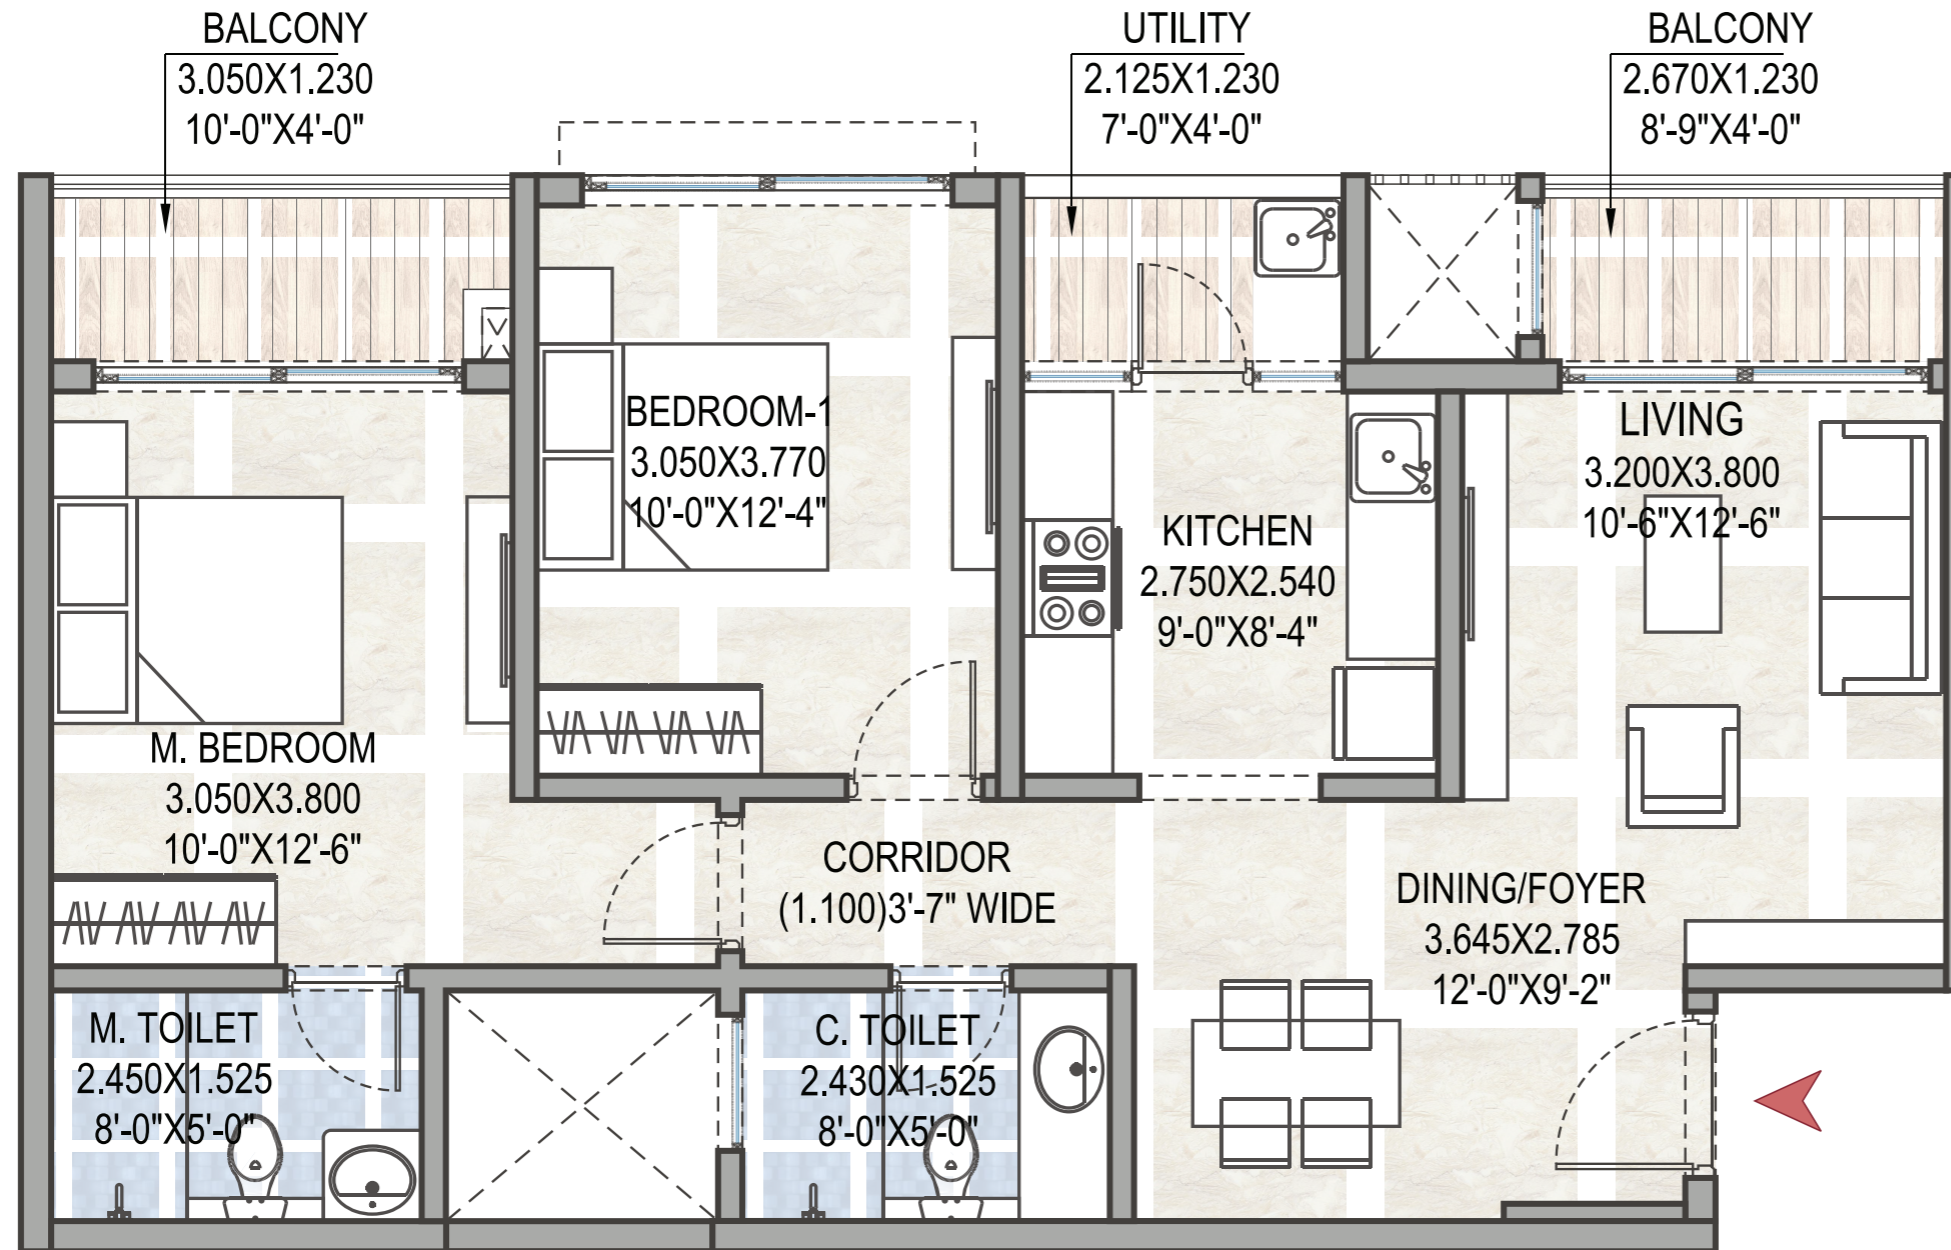 BALCONY
3.050X1.230
10'-0"X4'-0"
UTILITY
2.125X1.230
7'-0"X4'-0"
BALCONY
2.670X1.230
8'-9"X4'-0"
BEDROOM-1
3.050X3.770
10'-0"X12'-4"
LIVING
3.200X3.800
10'-6"X12'-6"
KITCHEN
2.750X2.540
9'-0"X8'-4"
M. BEDROOM
3.050X3.800
10'-0"X12'-6"
CORRIDOR
(1.100)3'-7" WIDE
DINING/FOYER
3.645X2.785
12'-0"X9'-2"
M. TOILET
2.450X1.525
8'-0"X5'-0"
C. TOILET
2.430X1.525
8'-0"X5'-0"